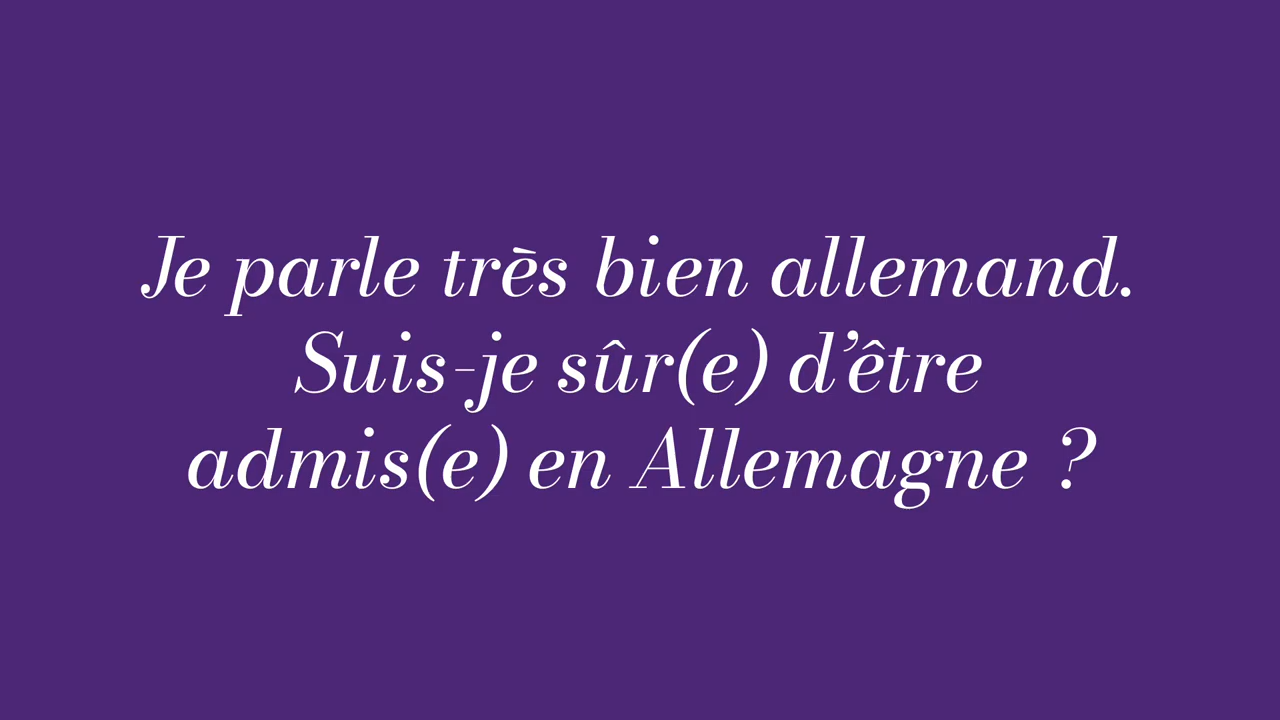 Je parle très bien allemand.
Suis-je sûr(e) d’être
admis(e) en Allemagne ?